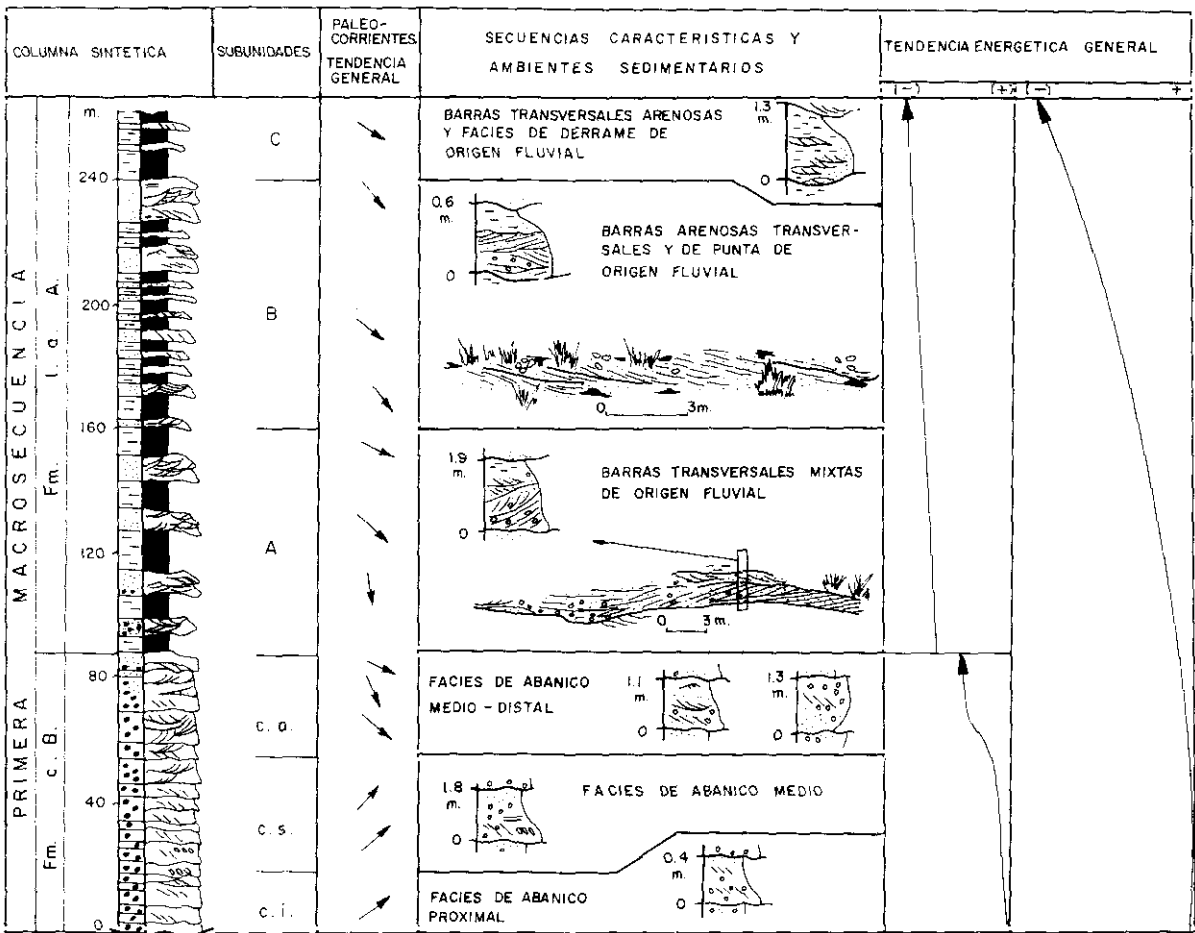 COLUMNA SINTETICA
SUBUNIDADES
PALEO-
CORRIENTES
TENDENCIA
GENERAL
SECUENCIAS CARACTERISTICAS Y
AMBIENTES SEDIMENTARIOS
TENDENCIA ENERGETICA GENERAL
(-)
(+)
(-)
+
PRIMERA MACROSECUENCIA
Fm. l. a. A.
Fm. c. B.
m.
240
200
160
120
80
40
0
C
B
A
c. a.
c. s.
c. i.
BARRAS TRANSVERSALES ARENOSAS
Y FACIES DE DERRAME DE
ORIGEN FLUVIAL
1.3
m.
0
0.6
m.
0
BARRAS ARENOSAS TRANSVER-
SALES Y DE PUNTA DE
ORIGEN FLUVIAL
0 3m.
1.9
m.
0
BARRAS TRANSVERSALES MIXTAS
DE ORIGEN FLUVIAL
0 3 m.
FACIES DE ABANICO
MEDIO - DISTAL
1.1
m.
0
1.3
m.
0
1.8
m.
0
FACIES DE ABANICO MEDIO
0.4
m.
0
FACIES DE ABANICO
PROXIMAL